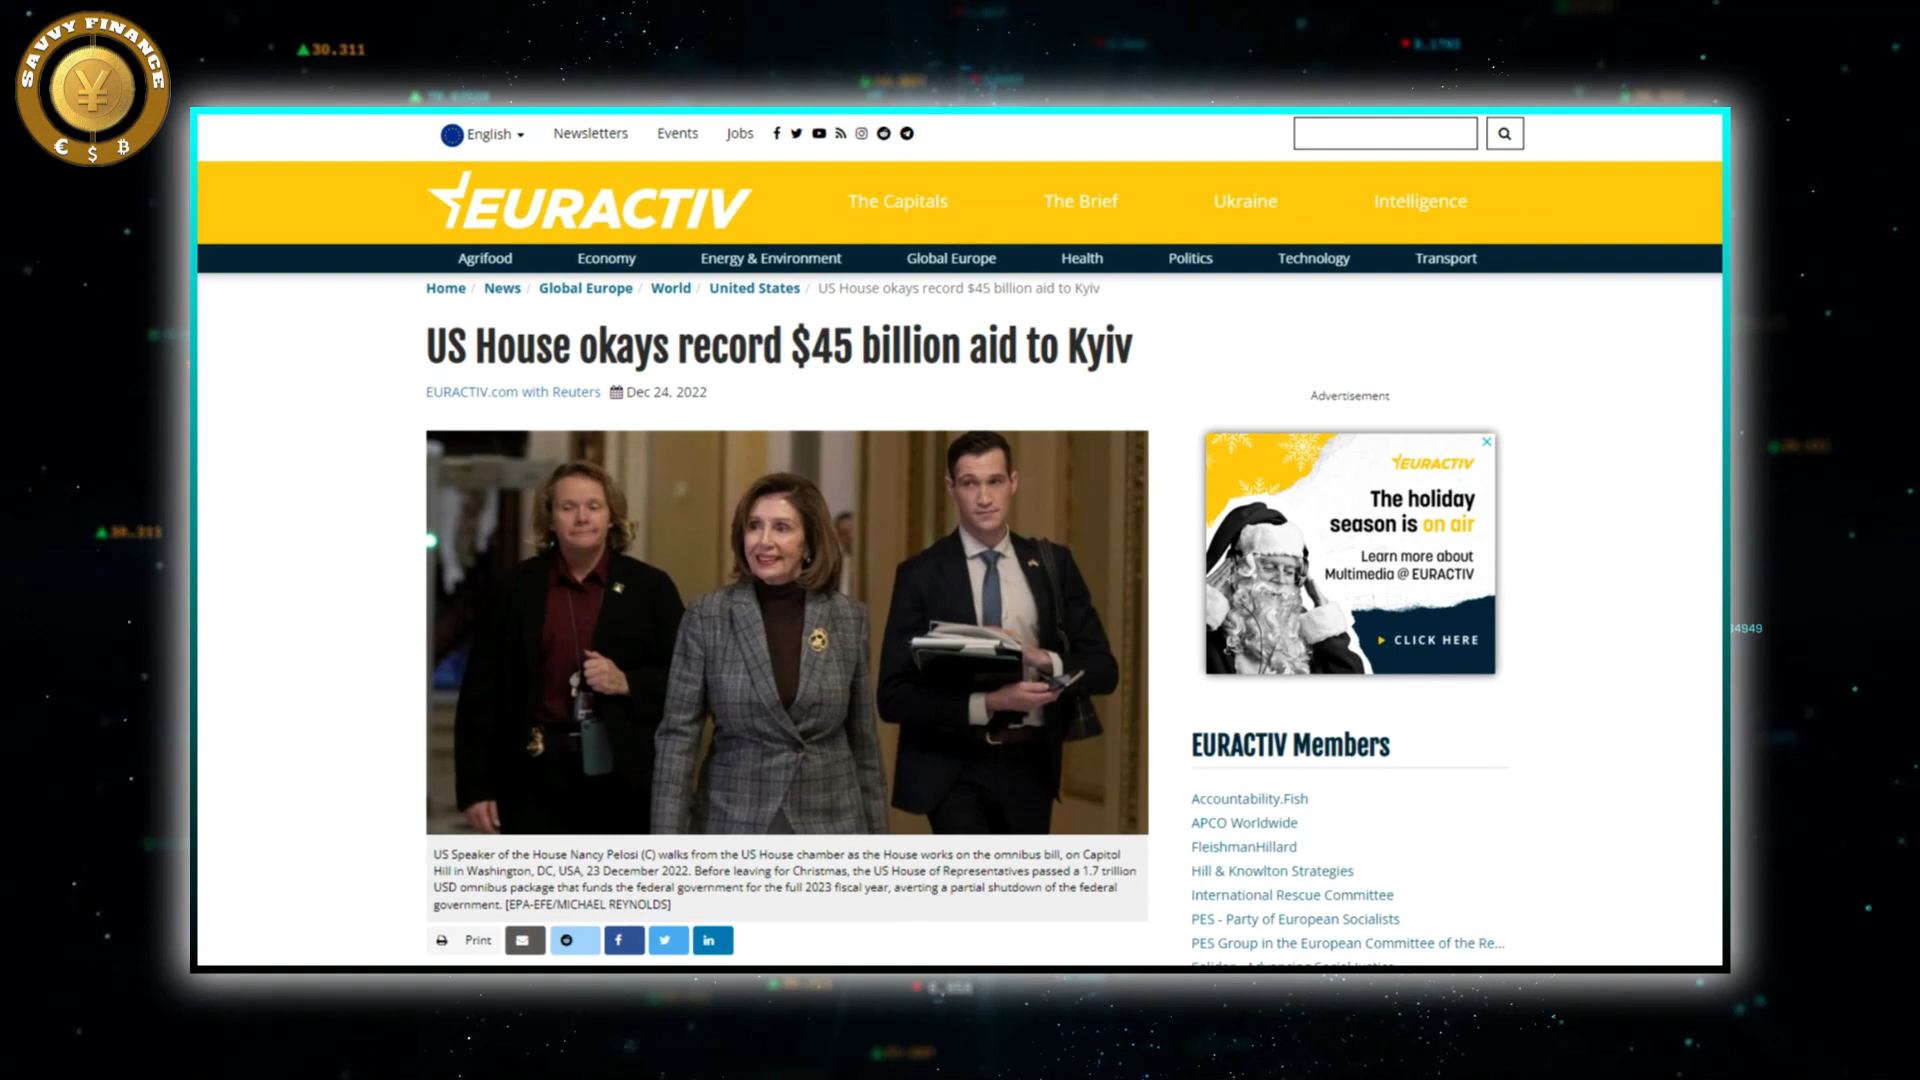 SAVVY FINANCE
¥
€ $ ₿
30.311
English
Newsletters
Events
Jobs
EURACTIV
The Capitals
The Brief
Ukraine
Intelligence
Agrifood
Economy
Energy & Environment
Global Europe
Health
Politics
Technology
Transport
Home / News / Global Europe / World / United States / US House okays record $45 billion aid to Kyiv
US House okays record $45 billion aid to Kyiv
EURACTIV.com with Reuters Dec 24, 2022
US Speaker of the House Nancy Pelosi (C) walks from the US House chamber as the House works on the omnibus bill, on Capitol
Hill in Washington, DC, USA, 23 December 2022. Before leaving for Christmas, the US House of Representatives passed a 1.7 trillion
USD omnibus package that funds the federal government for the full 2023 fiscal year, averting a partial shutdown of the federal
government. [EPA-EFE/MICHAEL REYNOLDS]
Print
Advertisement
EURACTIV
The holiday
season is on air
Learn more about
Multimedia @ EURACTIV
CLICK HERE
EURACTIV Members
Accountability.Fish
APCO Worldwide
FleishmanHillard
Hill & Knowlton Strategies
International Rescue Committee
PES - Party of European Socialists
PES Group in the European Committee of the Re...
34949